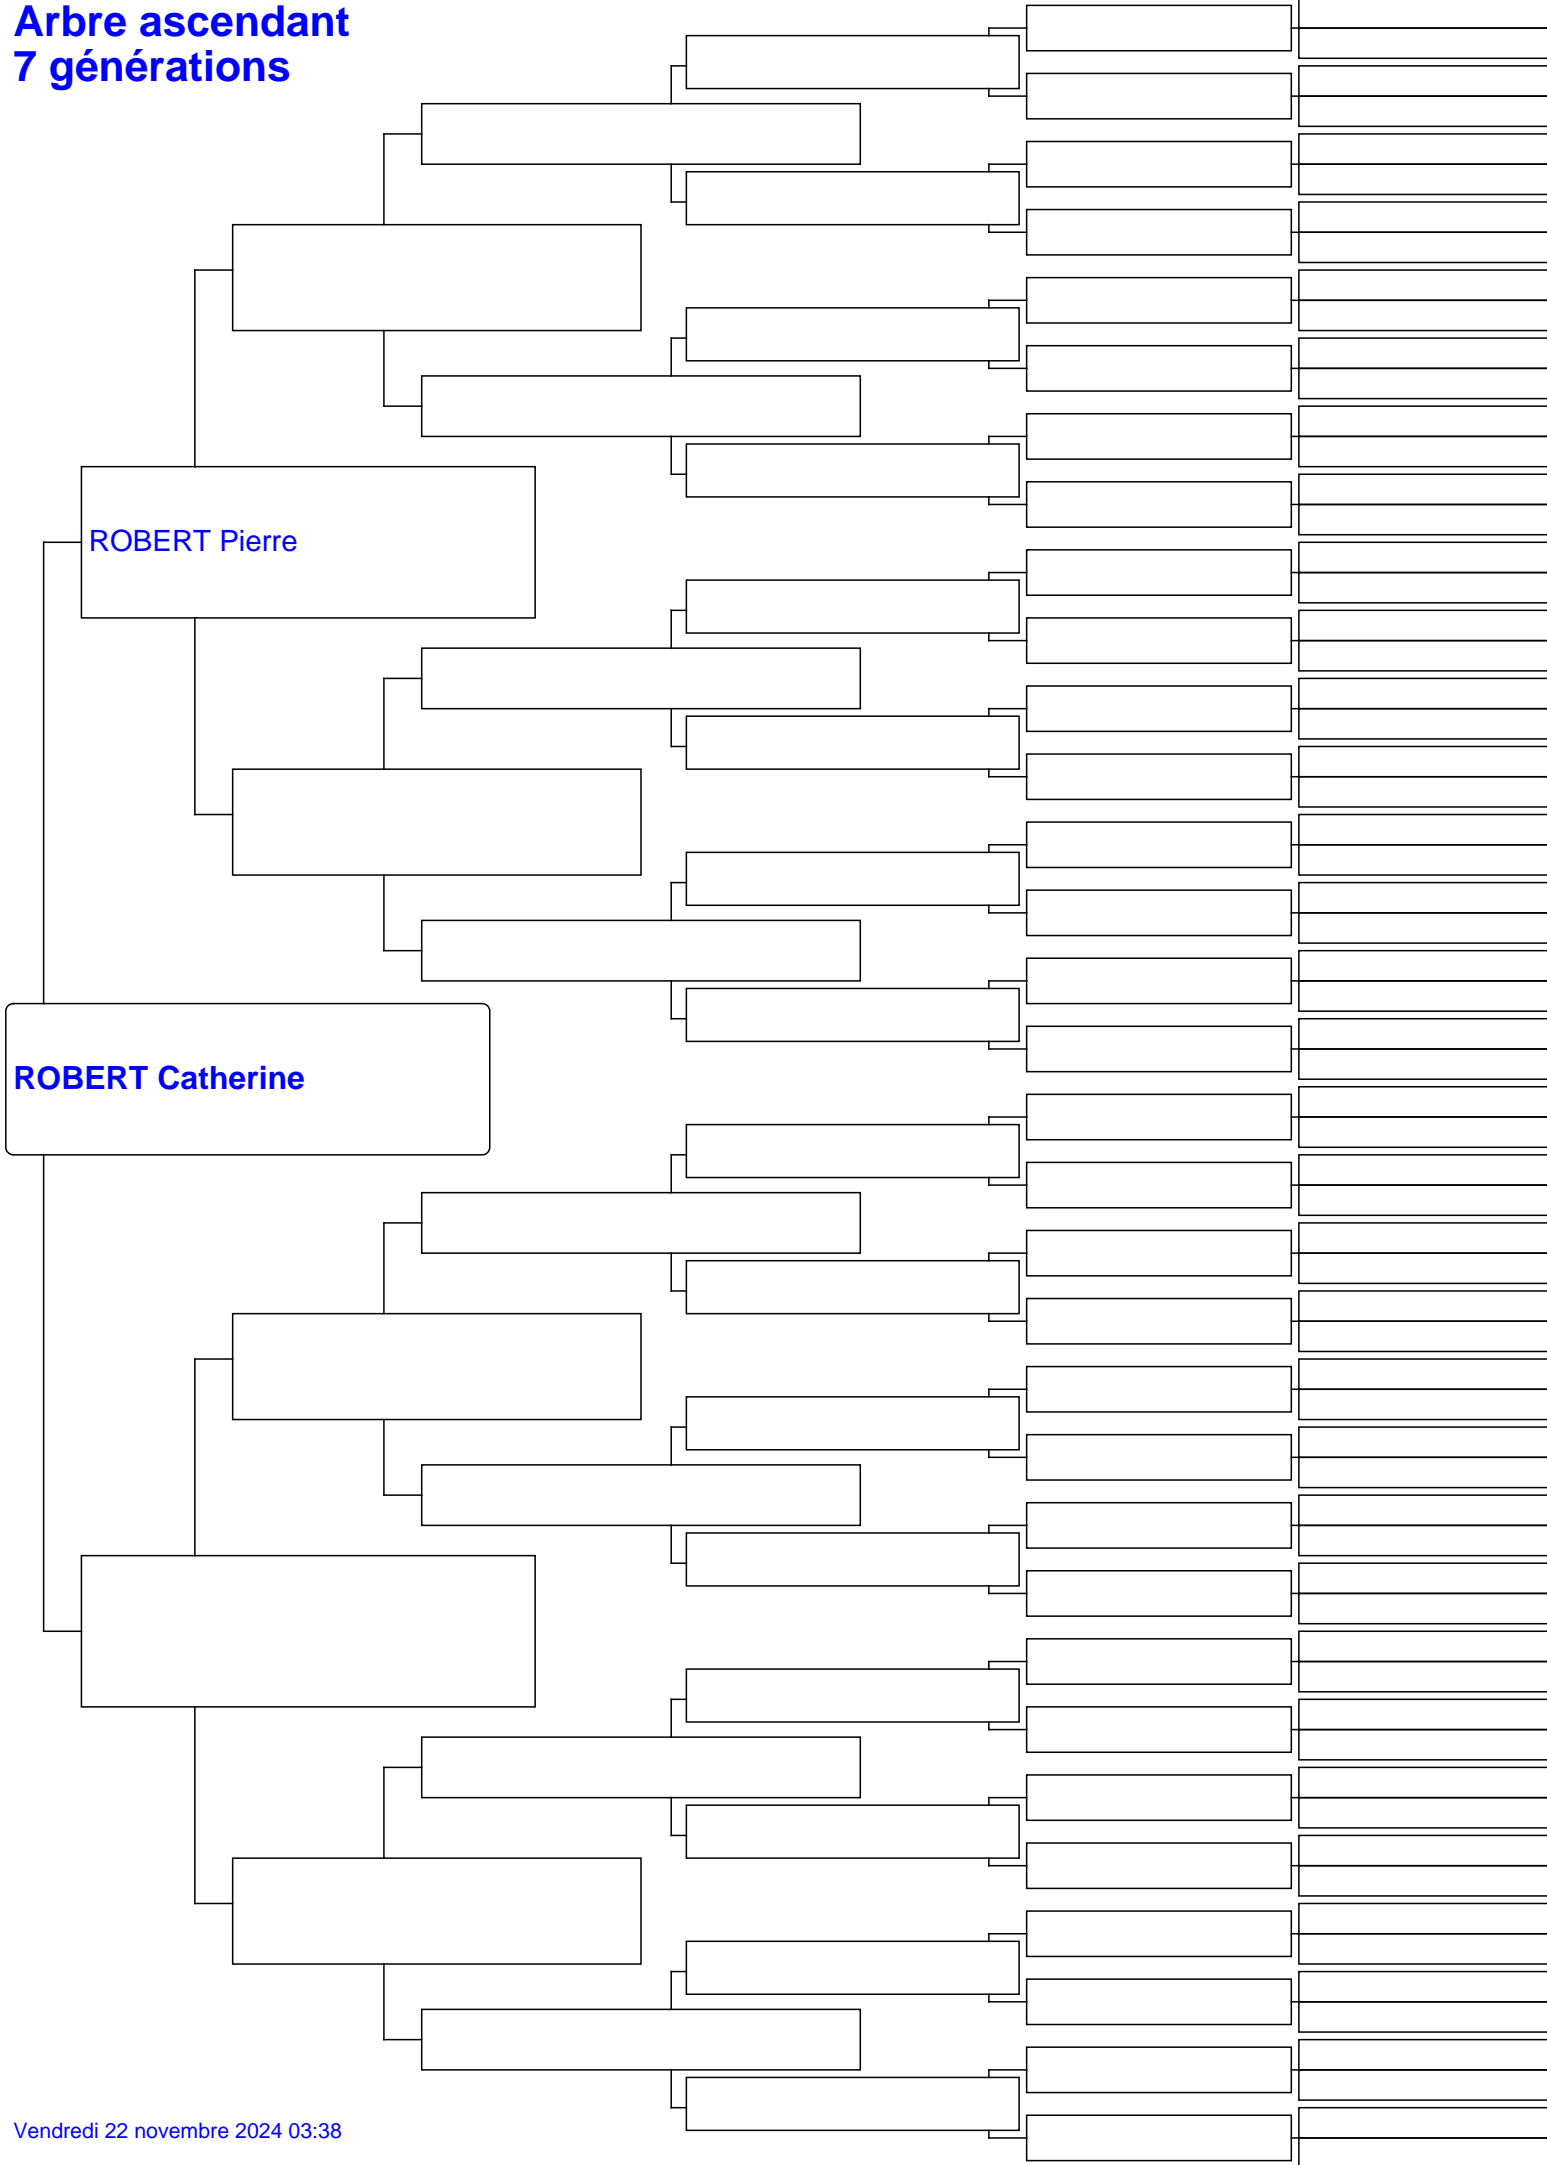 Arbre ascendant
7 générations
ROBERT Pierre
ROBERT Catherine
Vendredi 22 novembre 2024 03:38